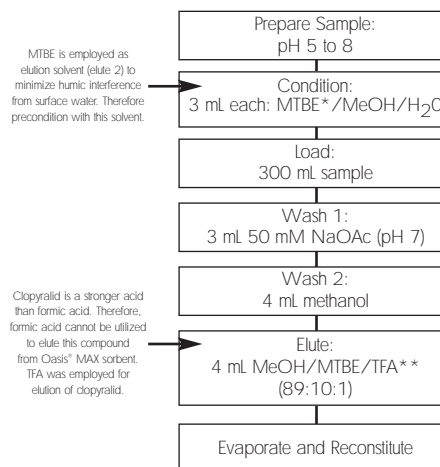 Prepare Sample:
pH 5 to 8
MTBE is employed as
elution solvent (elute 2) to
minimize humic interference
from surface water. Therefore
precondition with this solvent.
Condition:
3 mL each: MTBE*/MeOH/H2O
Load:
300 mL sample
Wash 1:
3 mL 50 mM NaOAc (pH 7)
Wash 2:
4 mL methanol
Clopyralid is a stronger acid
than formic acid. Therefore,
formic acid cannot be utilized
to elute this compound
from Oasis® MAX sorbent.
TFA was employed for
elution of clopyralid.
Elute:
4 mL MeOH/MTBE/TFA**
(89:10:1)
Evaporate and Reconstitute